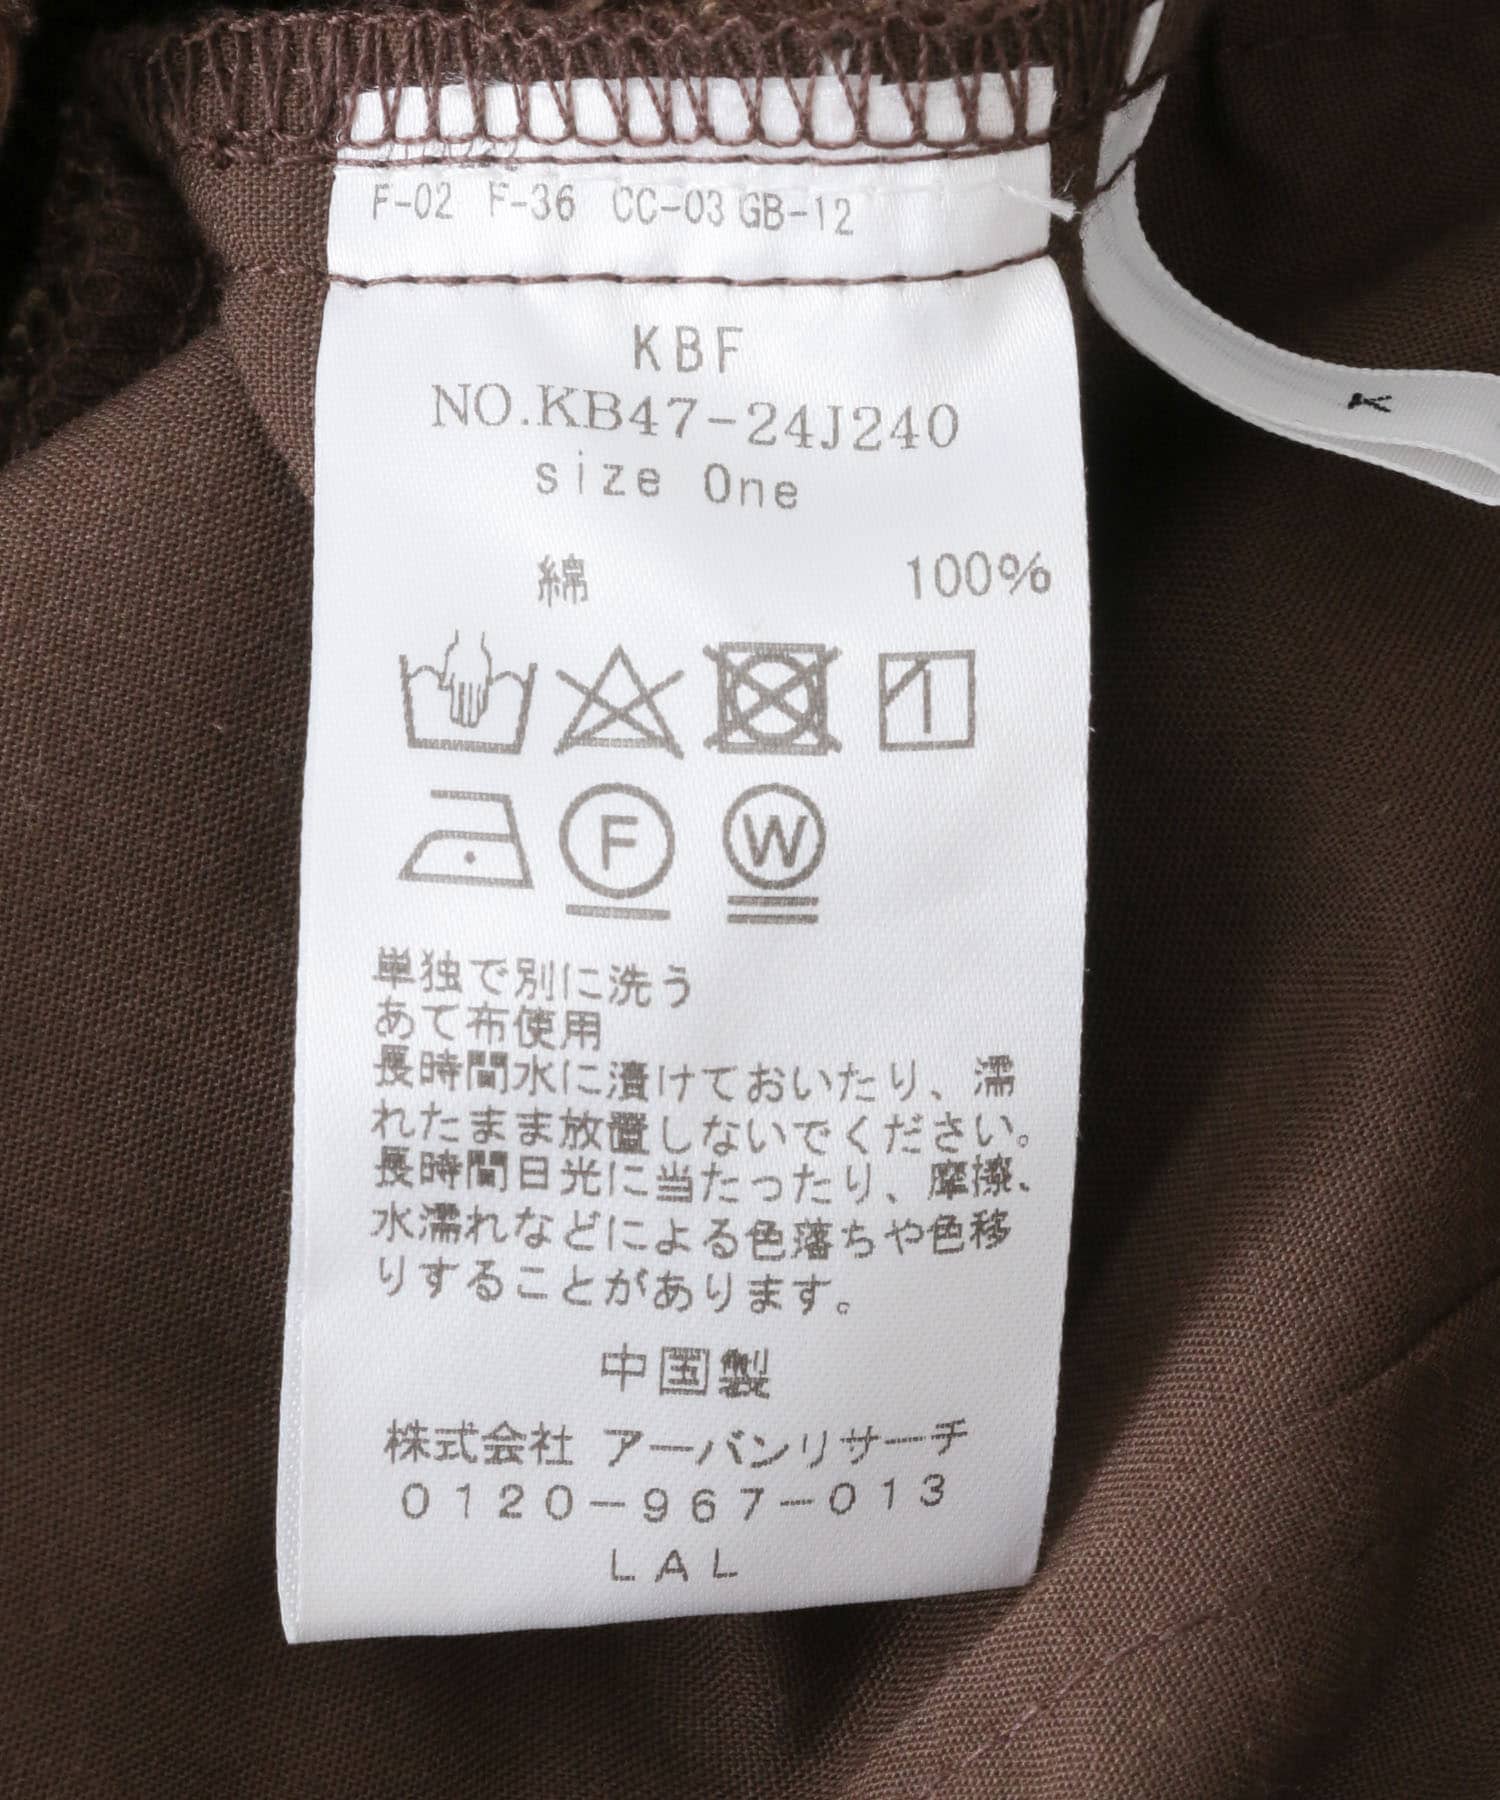 F-02 F-36 CC-03 GB-12
KBF
NO.KB47-24J240
size One
綿 100%
F W
単独で別に洗う
あて布使用
長時間水に漬けておいたり、濡
れたまま放置しないでください。
長時間日光に当たったり、摩擦、
水濡れなどによる色落ちや色移
りすることがあります。
中国製
株式会社 アーバンリサーチ
0120-967-013
LAL
K